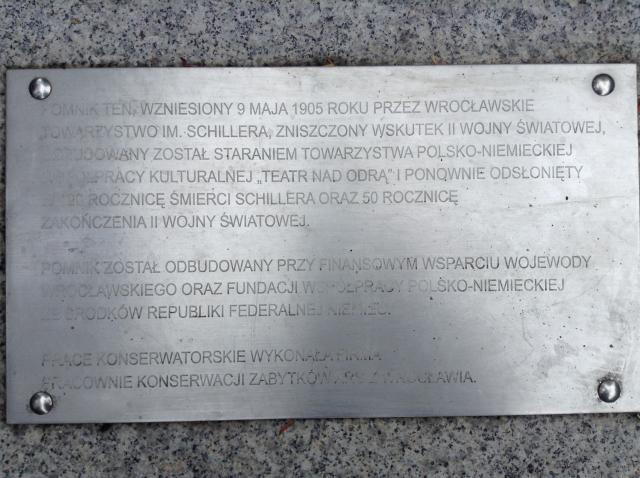 POMNIK TEN, WZNIESIONY 9 MAJA 1905 ROKU PRZEZ WROCŁAWSKIE
TOWARZYSTWO IM. SCHILLERA, ZNISZCZONY WSKUTEK II WOJNY ŚWIATOWEJ,
ODBUDOWANY ZOSTAŁ STARANIEM TOWARZYSTWA POLSKO-NIEMIECKIEJ
WSPÓŁPRACY KULTURALNEJ „TEATR NAD ODRĄ” I PONOWNIE ODSŁONIĘTY
ROCZNICĘ ŚMIERCI SCHILLERA ORAZ 50 ROCZNICĘ
ZAKOŃCZENIA II WOJNY ŚWIATOWEJ.
POMNIK ZOSTAŁ ODBUDOWANY PRZY FINANSOWYM WSPARCIU WOJEWODY
WROCŁAWSKIEGO ORAZ FUNDACJI WSPÓŁPRACY POLSKO-NIEMIECKIEJ
ZE ŚRODKÓW REPUBLIKI FEDERALNEJ NIEMIEC.
PRACE KONSERWATORSKIE WYKONAŁA FIRMA
PRACOWNIE KONSERWACJI ZABYTKÓW WROCŁAWIA.